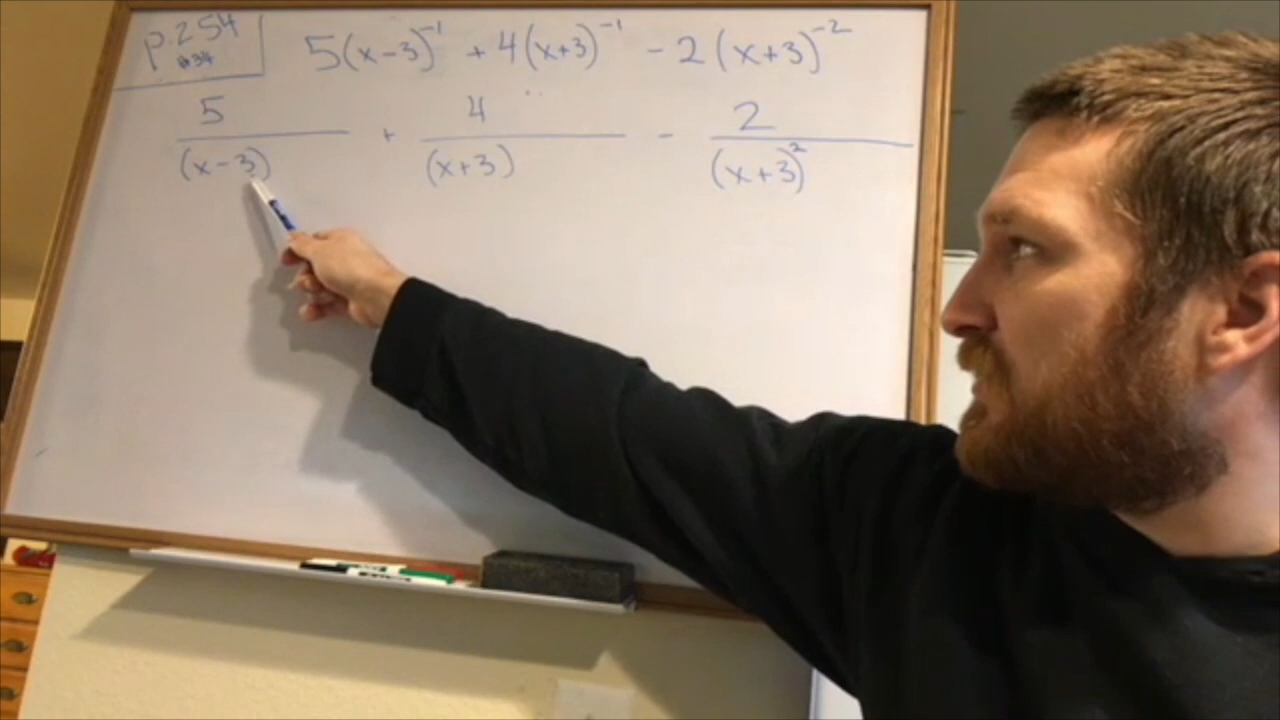 p.254
#34
5(x-3)⁻¹ + 4(x+3)⁻¹ - 2(x+3)⁻²
5/(x-3) + 4/(x+3) - 2/(x+3)²